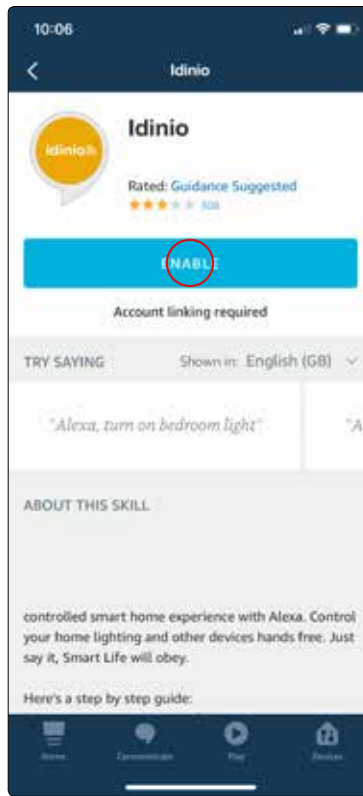 10:06
Idinio
idinio
Idinio
Rated: Guidance Suggested
ENABLE
Account linking required
TRY SAYING
Shown in: English (GB)
"Alexa, turn on bedroom light"
"A
ABOUT THIS SKILL
controlled smart home experience with Alexa. Control
your home lighting and other devices hands free. Just
say it, Smart Life will obey.
Here's a step by step guide:
Home Communicate Play Devices